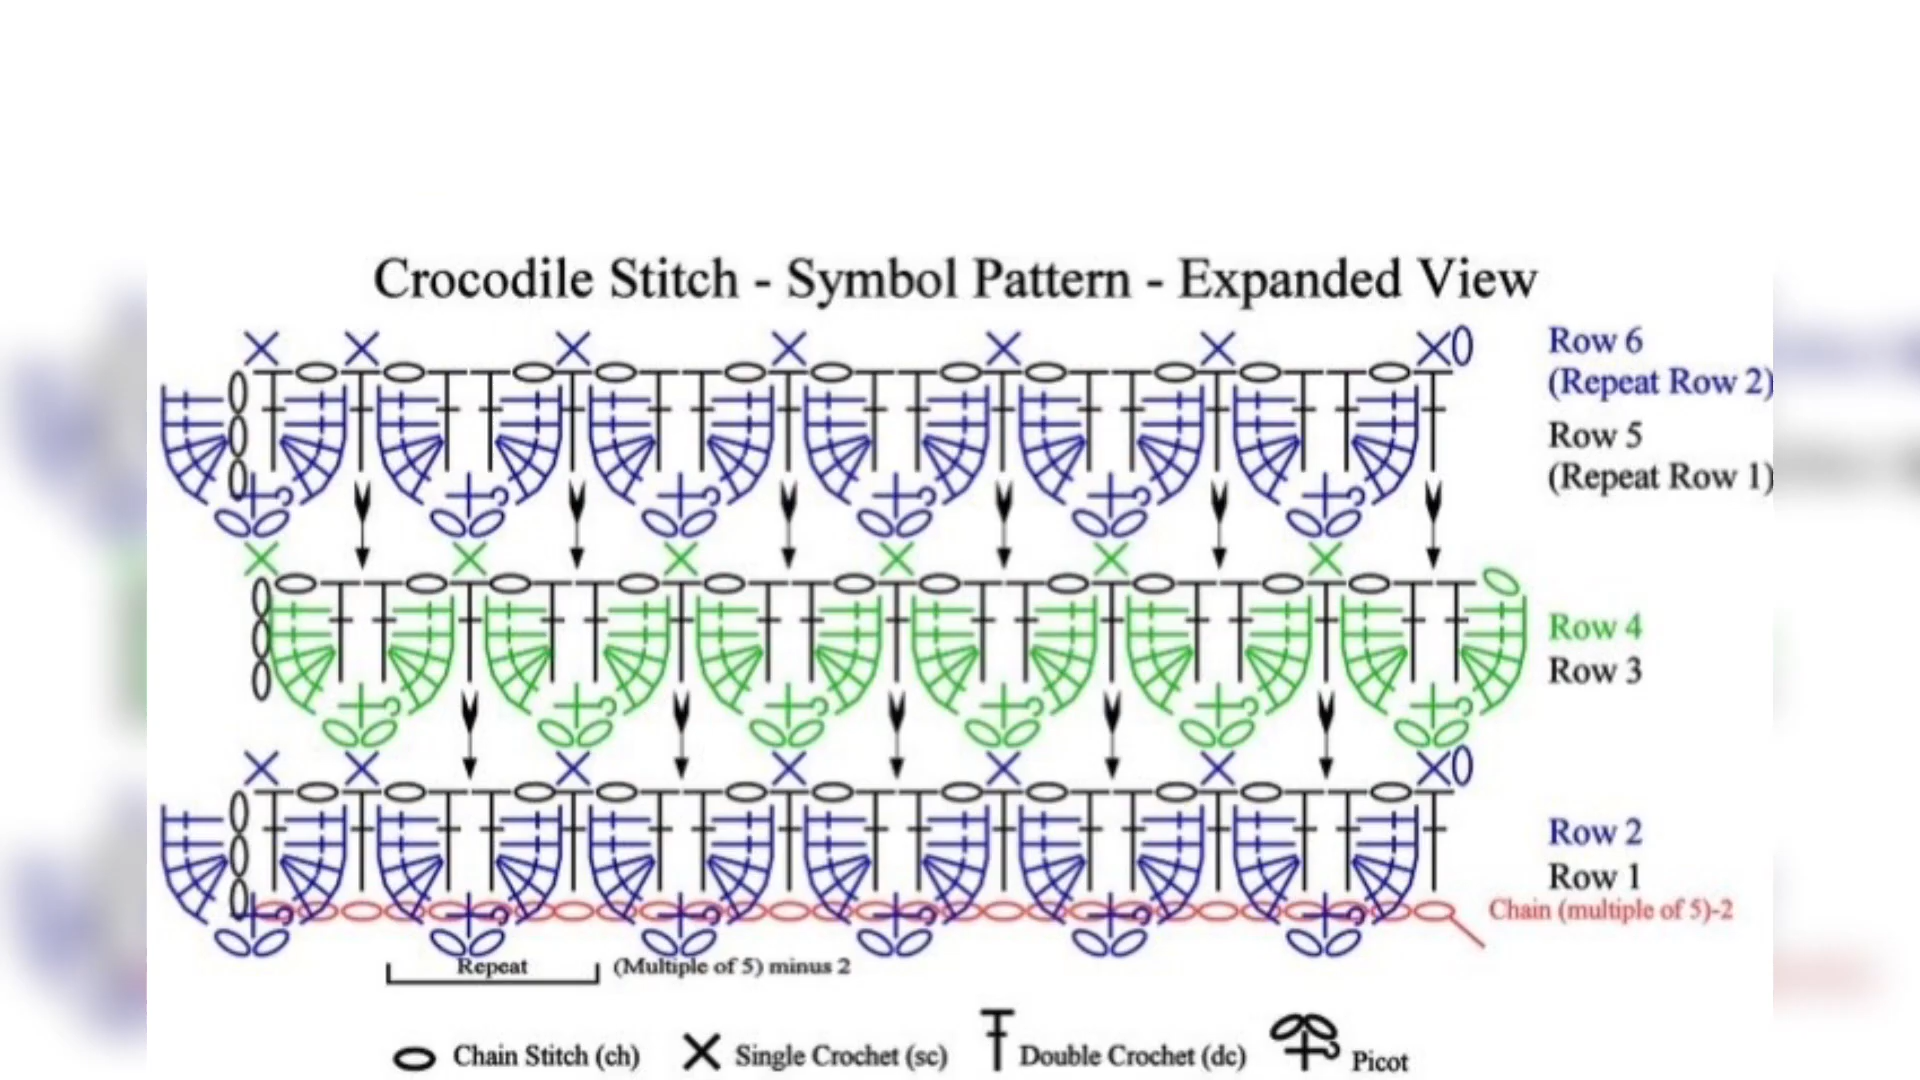 Crocodile Stitch - Symbol Pattern - Expanded View
Row 6
(Repeat Row 2)
Row 5
(Repeat Row 1)
Row 4
Row 3
Row 2
Row 1
Chain (multiple of 5)-2
Repeat (Multiple of 5) minus 2
Chain Stitch (ch) Single Crochet (sc) Double Crochet (dc) Picot